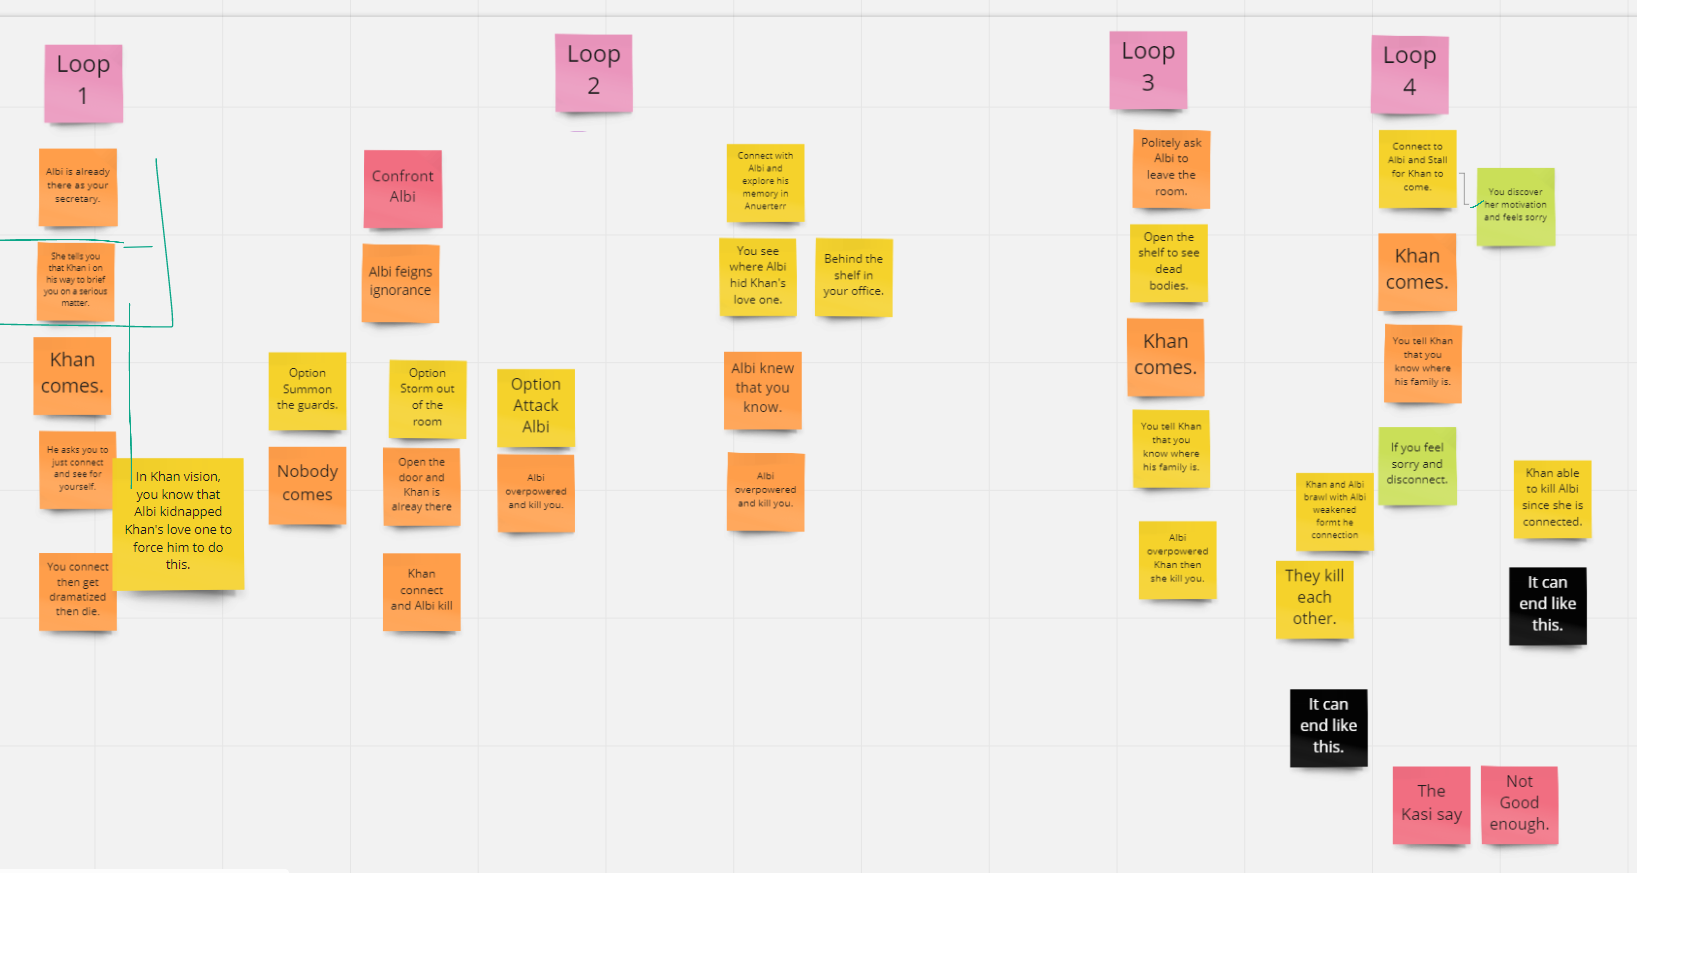 Loop
1
Albi is already
there as your
secretary.
She tells you
that Khan i on
his way to brief
you on a serious
matter.
Khan
comes.
He asks you to
just connect
and see for
yourself.
In Khan vision,
you know that
Albi kidnapped
Khan's love one to
force him to do
this.
You connect
then get
dramatized
then die.
Loop
2
Confront
Albi
Albi feigns
ignorance
Option
Summon
the guards.
Nobody
comes
Option
Storm out
of the
room
Open the
door and
Khan is
alreay there
Khan
connect
and Albi kill
Option
Attack
Albi
Albi
overpowered
and kill you.
Connect with
Albi and
explore his
memory in
Anuerterr
You see
where Albi
hid Khan's
love one.
Behind the
shelf in
your office.
Albi knew
that you
know.
Albi
overpowered
and kill you.
Loop
3
Politely ask
Albi to
leave the
room.
Open the
shelf to see
dead
bodies.
Khan
comes.
You tell Khan
that you
know where
his family is.
Albi
overpowered
Khan then
she kill you.
Loop
4
Connect to
Albi and Stall
for Khan to
come.
You discover
her motivation
and feels sorry
Khan
comes.
You tell Khan
that you
know where
his family is.
If you feel
sorry and
disconnect.
Khan and Albi
brawl with Albi
weakened
formt he
connection
They kill
each
other.
It can
end like
this.
Khan able
to kill Albi
since she is
connected.
It can
end like
this.
The
Kasi say
Not
Good
enough.